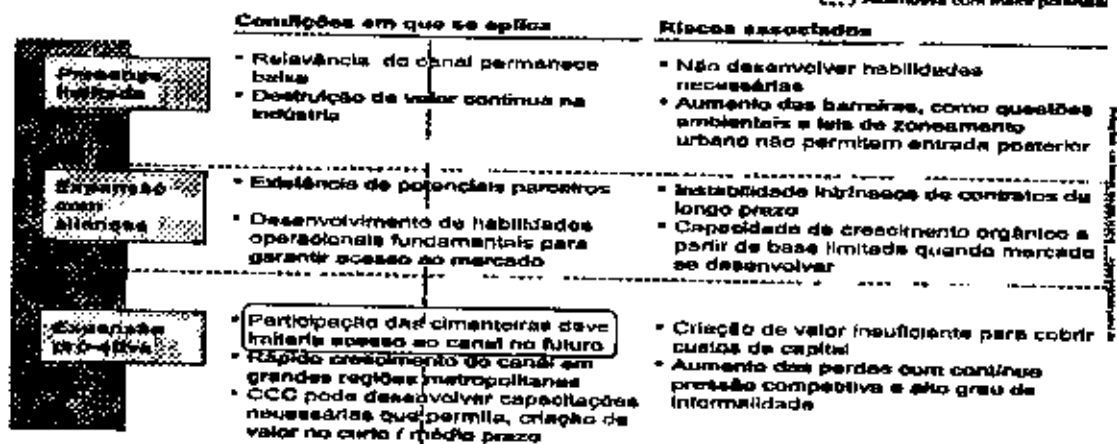 Alternativa com maior potencial
Condições em que se aplica
Riscos associados
Presença
limitada
• Relevância do canal permanece
baixa
• Destruição de valor continua na
indústria
• Não desenvolver habilidades
necessárias
• Aumento das barreiras, como questões
ambientais e leis de zoneamento
urbano não permitem entrada posterior
Expansão
com
alianças
• Existência de potenciais parceiros
• Desenvolvimento de habilidades
operacionais fundamentais para
garantir acesso ao mercado
• Instabilidade intrínseca de contratos de
longo prazo
• Capacidade de crescimento orgânico a
partir de base limitada quando mercado
se desenvolver
Expansão
pró-ativa
• Participação das cimenteiras deve
limitar acesso ao canal no futuro
• Rápido crescimento do canal em
grandes regiões metropolitanas
• CCC pode desenvolver capacitações
necessárias que permita, criação de
valor no curto / médio prazo
• Criação de valor insuficiente para cobrir
custos de capital
• Aumento das perdas com contínua
pressão competitiva e alto grau de
informalidade